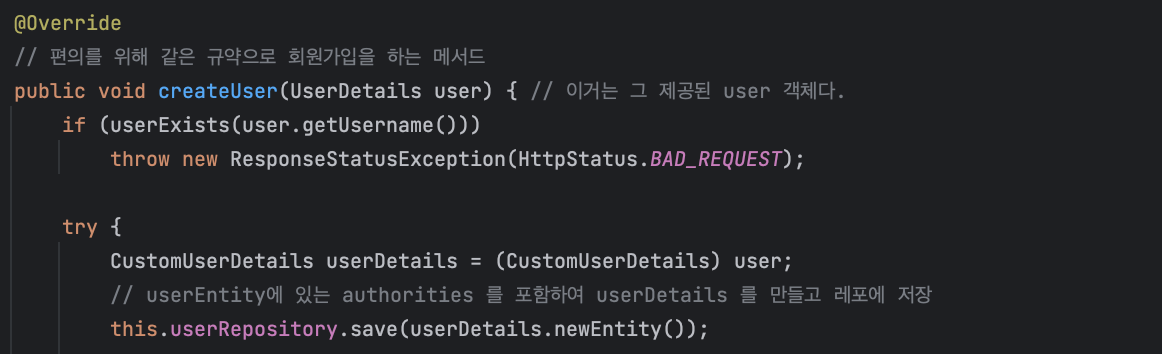 @Override
// 편의를 위해 같은 규약으로 회원가입을 하는 메서드
public void createUser(UserDetails user) { // 이거는 그 제공된 user 객체다.
if (userExists(user.getUsername()))
throw new ResponseStatusException(HttpStatus.BAD_REQUEST);
try {
CustomUserDetails userDetails = (CustomUserDetails) user;
// userEntity에 있는 authorities 를 포함하여 userDetails 를 만들고 레포에 저장
this.userRepository.save(userDetails.newEntity());